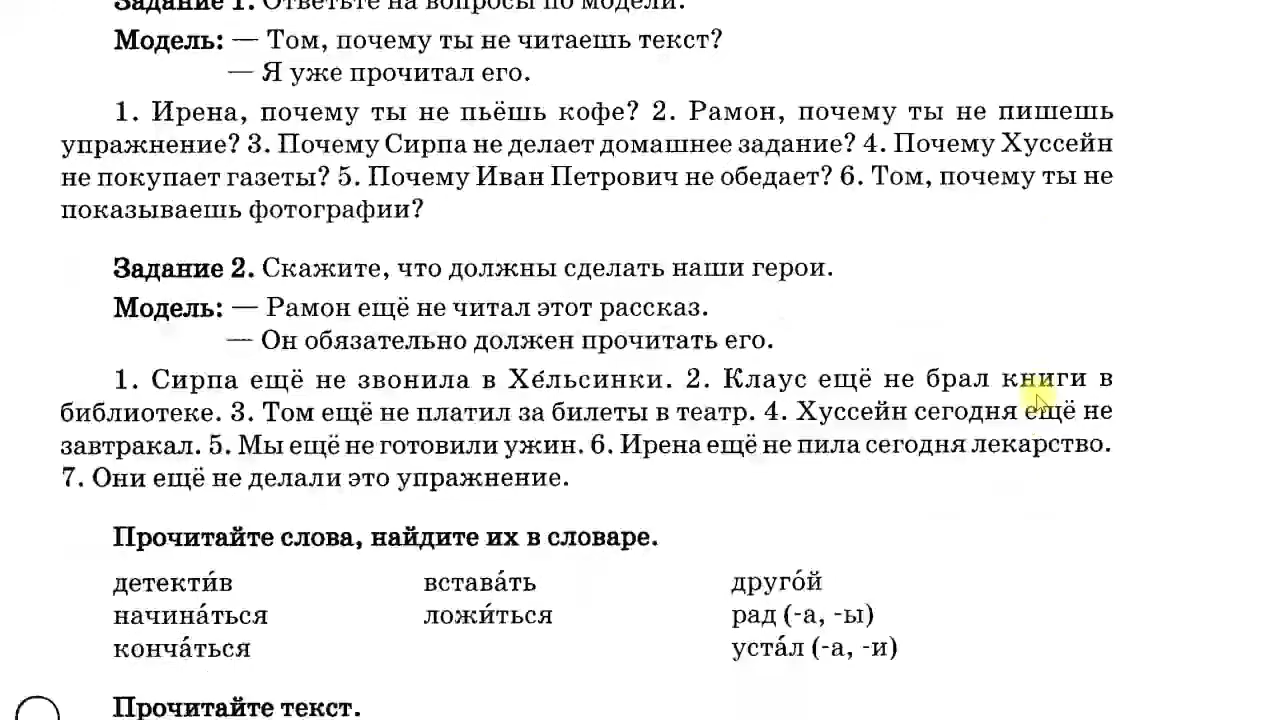 Задание 1. Ответьте на вопросы по модели.
Модель: — Том, почему ты не читаешь текст?
— Я уже прочитал его.
1. Ирена, почему ты не пьёшь кофе? 2. Рамон, почему ты не пишешь
упражнение? 3. Почему Сирпа не делает домашнее задание? 4. Почему Хуссейн
не покупает газеты? 5. Почему Иван Петрович не обедает? 6. Том, почему ты не
показываешь фотографии?
Задание 2. Скажите, что должны сделать наши герои.
Модель: — Рамон ещё не читал этот рассказ.
— Он обязательно должен прочитать его.
1. Сирпа ещё не звонила в Хе́льсинки. 2. Клаус ещё не брал книги в
библиотеке. 3. Том ещё не платил за билеты в театр. 4. Хуссейн сегодня ещё не
завтракал. 5. Мы ещё не готовили ужин. 6. Ирена ещё не пила сегодня лекарство.
7. Они ещё не делали это упражнение.
Прочитайте слова, найдите их в словаре.
детекти́в встава́ть друго́й
начина́ться ложи́ться рад (-а, -ы)
конча́ться уста́л (-а, -и)
Прочитайте текст.